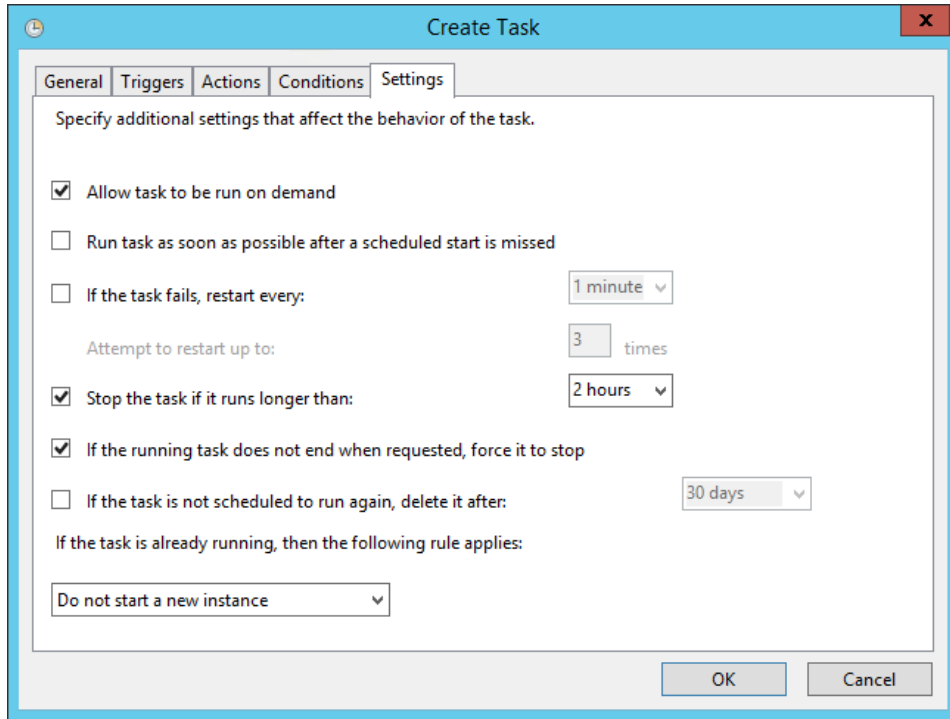 Create Task
x
General Triggers Actions Conditions Settings
Specify additional settings that affect the behavior of the task.
Allow task to be run on demand
Run task as soon as possible after a scheduled start is missed
If the task fails, restart every: 1 minute
Attempt to restart up to: 3 times
Stop the task if it runs longer than: 2 hours
If the running task does not end when requested, force it to stop
If the task is not scheduled to run again, delete it after: 30 days
If the task is already running, then the following rule applies:
Do not start a new instance
OK Cancel